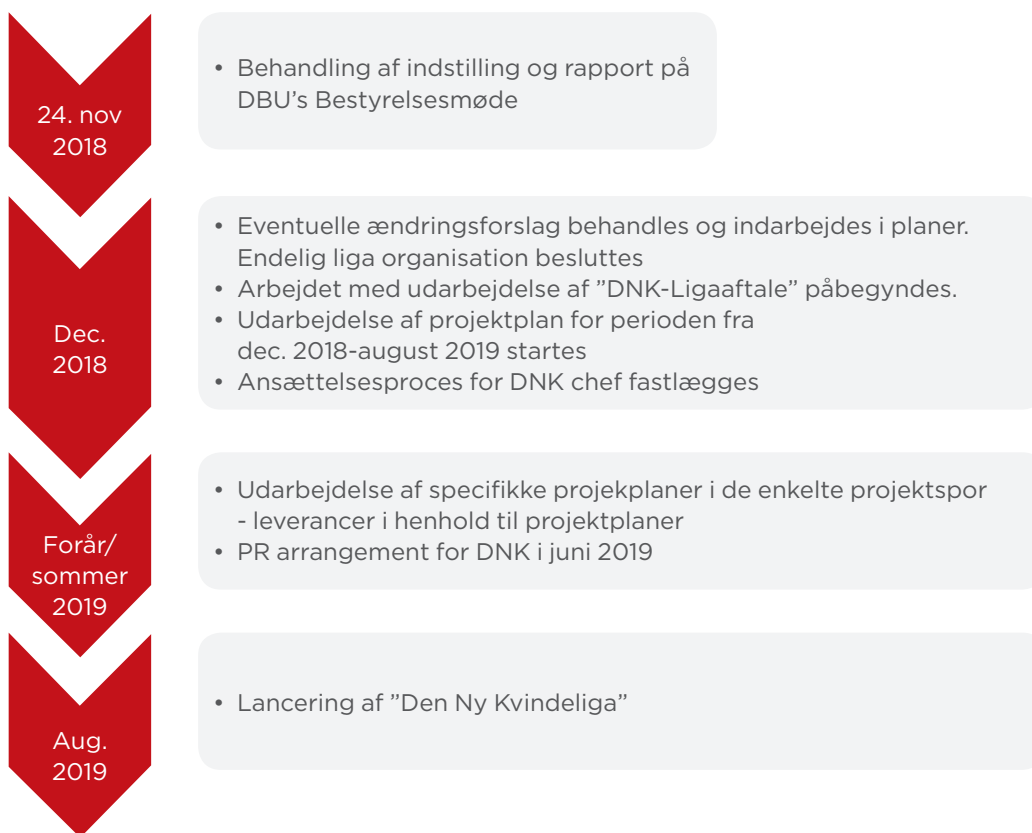 24. nov
2018
• Behandling af indstilling og rapport på
DBU's Bestyrelsesmøde
Dec.
2018
• Eventuelle ændringsforslag behandles og indarbejdes i planer.
Endelig liga organisation besluttes
• Arbejdet med udarbejdelse af ”DNK-Ligaaftale” påbegyndes.
• Udarbejdelse af projektplan for perioden fra
dec. 2018-august 2019 startes
• Ansættelsesproces for DNK chef fastlægges
Forår/
sommer
2019
• Udarbejdelse af specifikke projekplaner i de enkelte projektspor
- leverancer i henhold til projektplaner
• PR arrangement for DNK i juni 2019
Aug.
2019
• Lancering af ”Den Ny Kvindeliga”